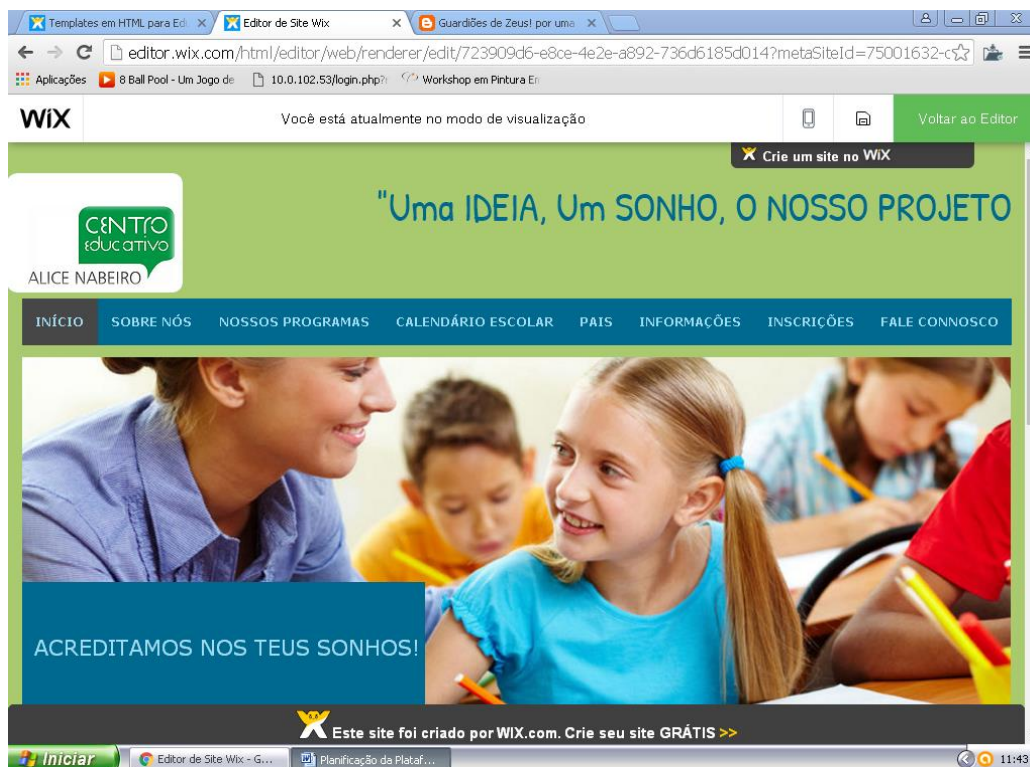 Templates em HTML para Edi
Editor de Site Wix
Guardiões de Zeus! por uma
editor.wix.com/html/editor/web/renderer/edit/723909d6-e8ce-4e2e-a892-736d6185d014?metaSiteId=75001632-c
Aplicações
8 Ball Pool - Um Jogo de
10.0.102.53/login.php?
Workshop em Pintura En
WiX
Você está atualmente no modo de visualização
Voltar ao Editor
Crie um site no WiX
"Uma IDEIA, Um SONHO, O NOSSO PROJETO
CENTRO
EDUCATIVO
ALICE NABEIRO
INÍCIO SOBRE NÓS NOSSOS PROGRAMAS CALENDÁRIO ESCOLAR PAIS INFORMAÇÕES INSCRIÇÕES FALE CONNOSCO
ACREDITAMOS NOS TEUS SONHOS!
Este site foi criado por WIX.com. Crie seu site GRÁTIS >>
Iniciar
Editor de Site Wix - G...
Planificação da Plataf...
11:43